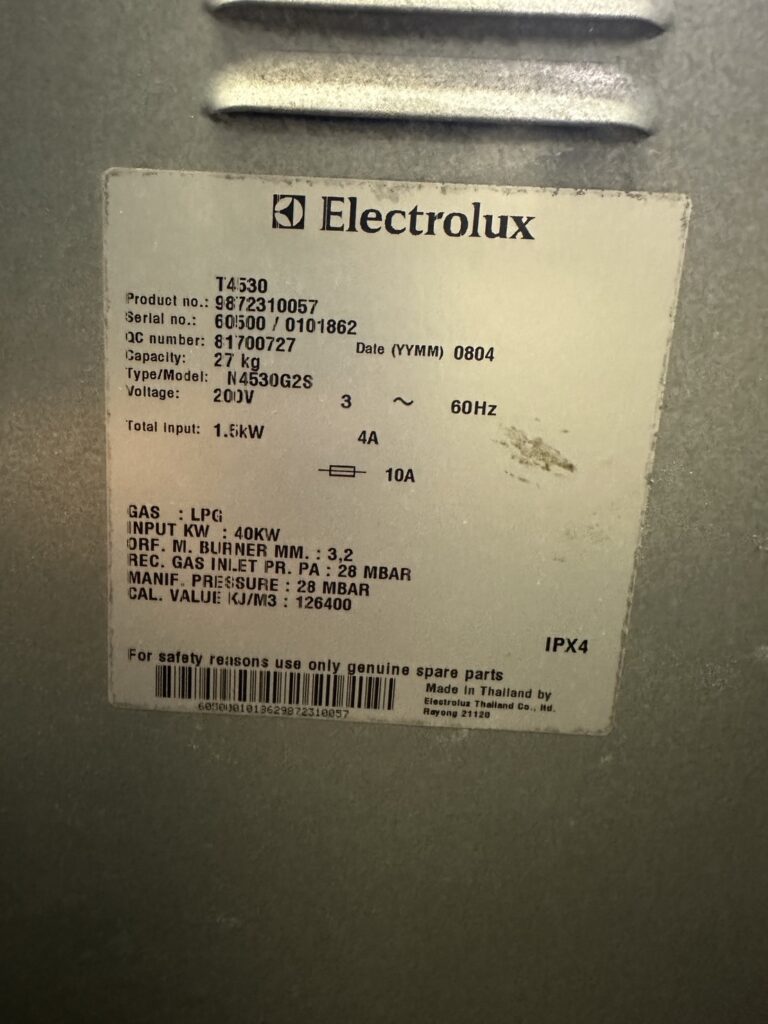 Electrolux
T4530
Product no.: 9872310057
Serial no.: 60500 / 0101862
QC number: 81700727 Date (YYMM) 0804
Capacity: 27 kg
Type/Model: N4530G2S
Voltage: 200V 3 ~ 60Hz
Total input: 1.5kW 4A
10A
GAS : LPG
INPUT KW : 40KW
ORF. M. BURNER MM. : 3,2
REC. GAS INLET PR. PA : 28 MBAR
MANIF. PRESSURE : 28 MBAR
CAL. VALUE KJ/M3 : 126400
IPX4
For safety reasons use only genuine spare parts
Made in Thailand by
Electrolux Thailand Co., ltd.
Rayong 21120